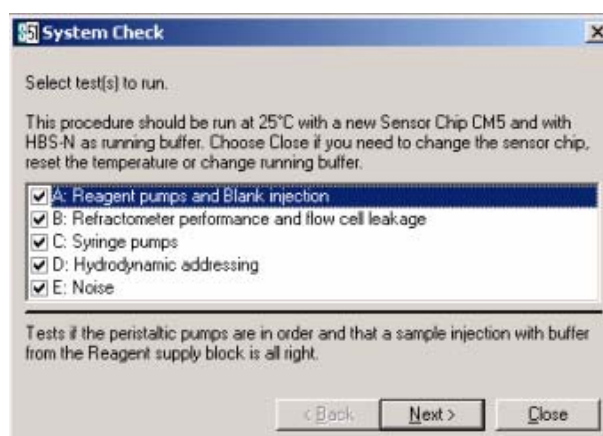 S51 System Check
Select test(s) to run.
This procedure should be run at 25°C with a new Sensor Chip CM5 and with
HBS-N as running buffer. Choose Close if you need to change the sensor chip,
reset the temperature or change running buffer.
A: Reagent pumps and Blank injection
B: Refractometer performance and flow cell leakage
C: Syringe pumps
D: Hydrodynamic addressing
E: Noise
Tests if the peristaltic pumps are in order and that a sample injection with buffer
from the Reagent supply block is all right.
< Back Next > Close